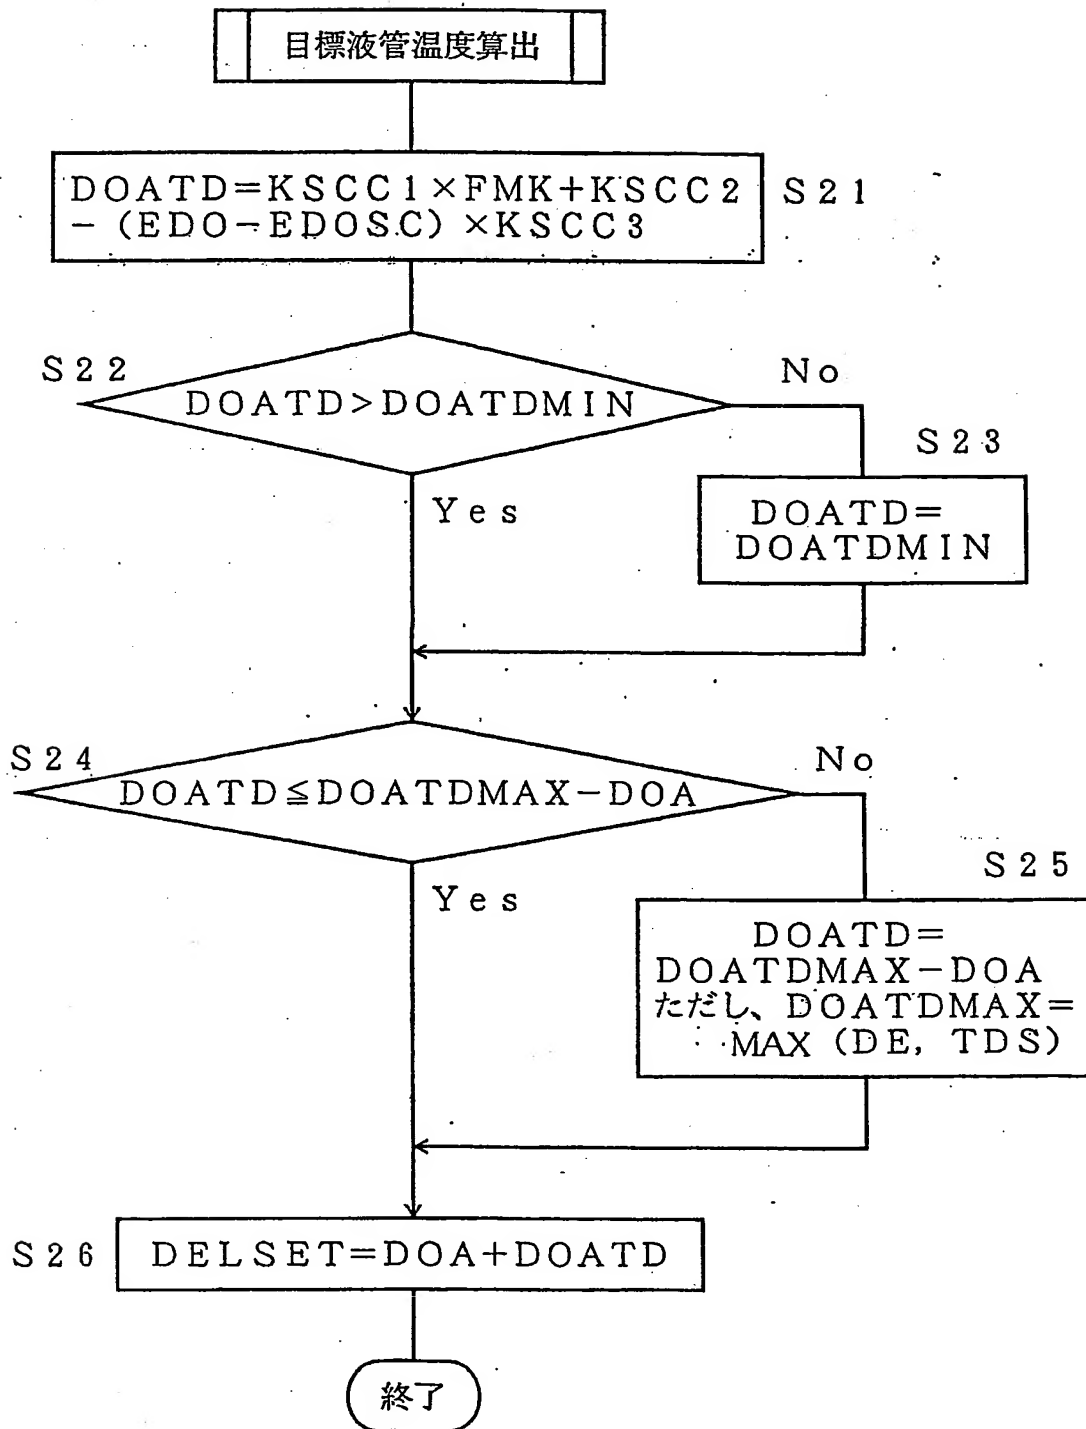 目標液管温度算出
DOATD=KSCC1×FMK+KSCC2
-(EDO-EDOSC)×KSCC3
S21
S22
DOATD>DOATDMIN
No
S23
Yes
DOATD=
DOATDMIN
S24
DOATD≦DOATDMAX-DOA
No
S25
Yes
DOATD=
DOATDMAX-DOA
ただし、DOATDMAX=
MAX(DE, TDS)
S26
DELSET=DOA+DOATD
終了